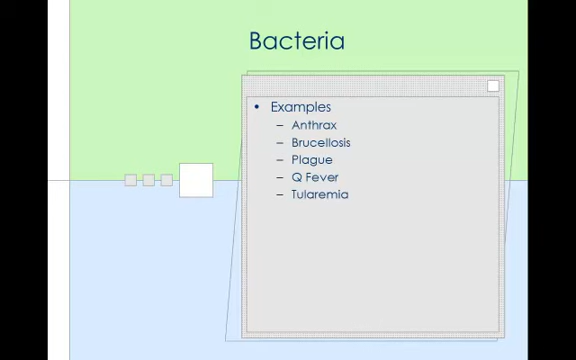 Bacteria
• Examples
– Anthrax
– Brucellosis
– Plague
– Q Fever
– Tularemia